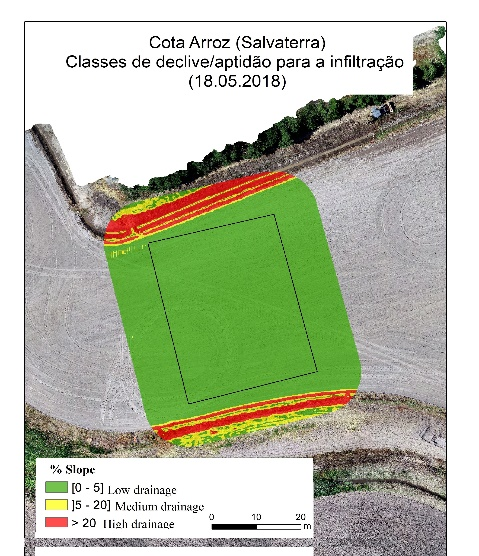 Cota Arroz (Salvaterra)
Classes de declive/aptidão para a infiltração
(18.05.2018)
% Slope
[0 - 5] Low drainage
]5 - 20] Medium drainage
> 20 High drainage
0 10 20
m